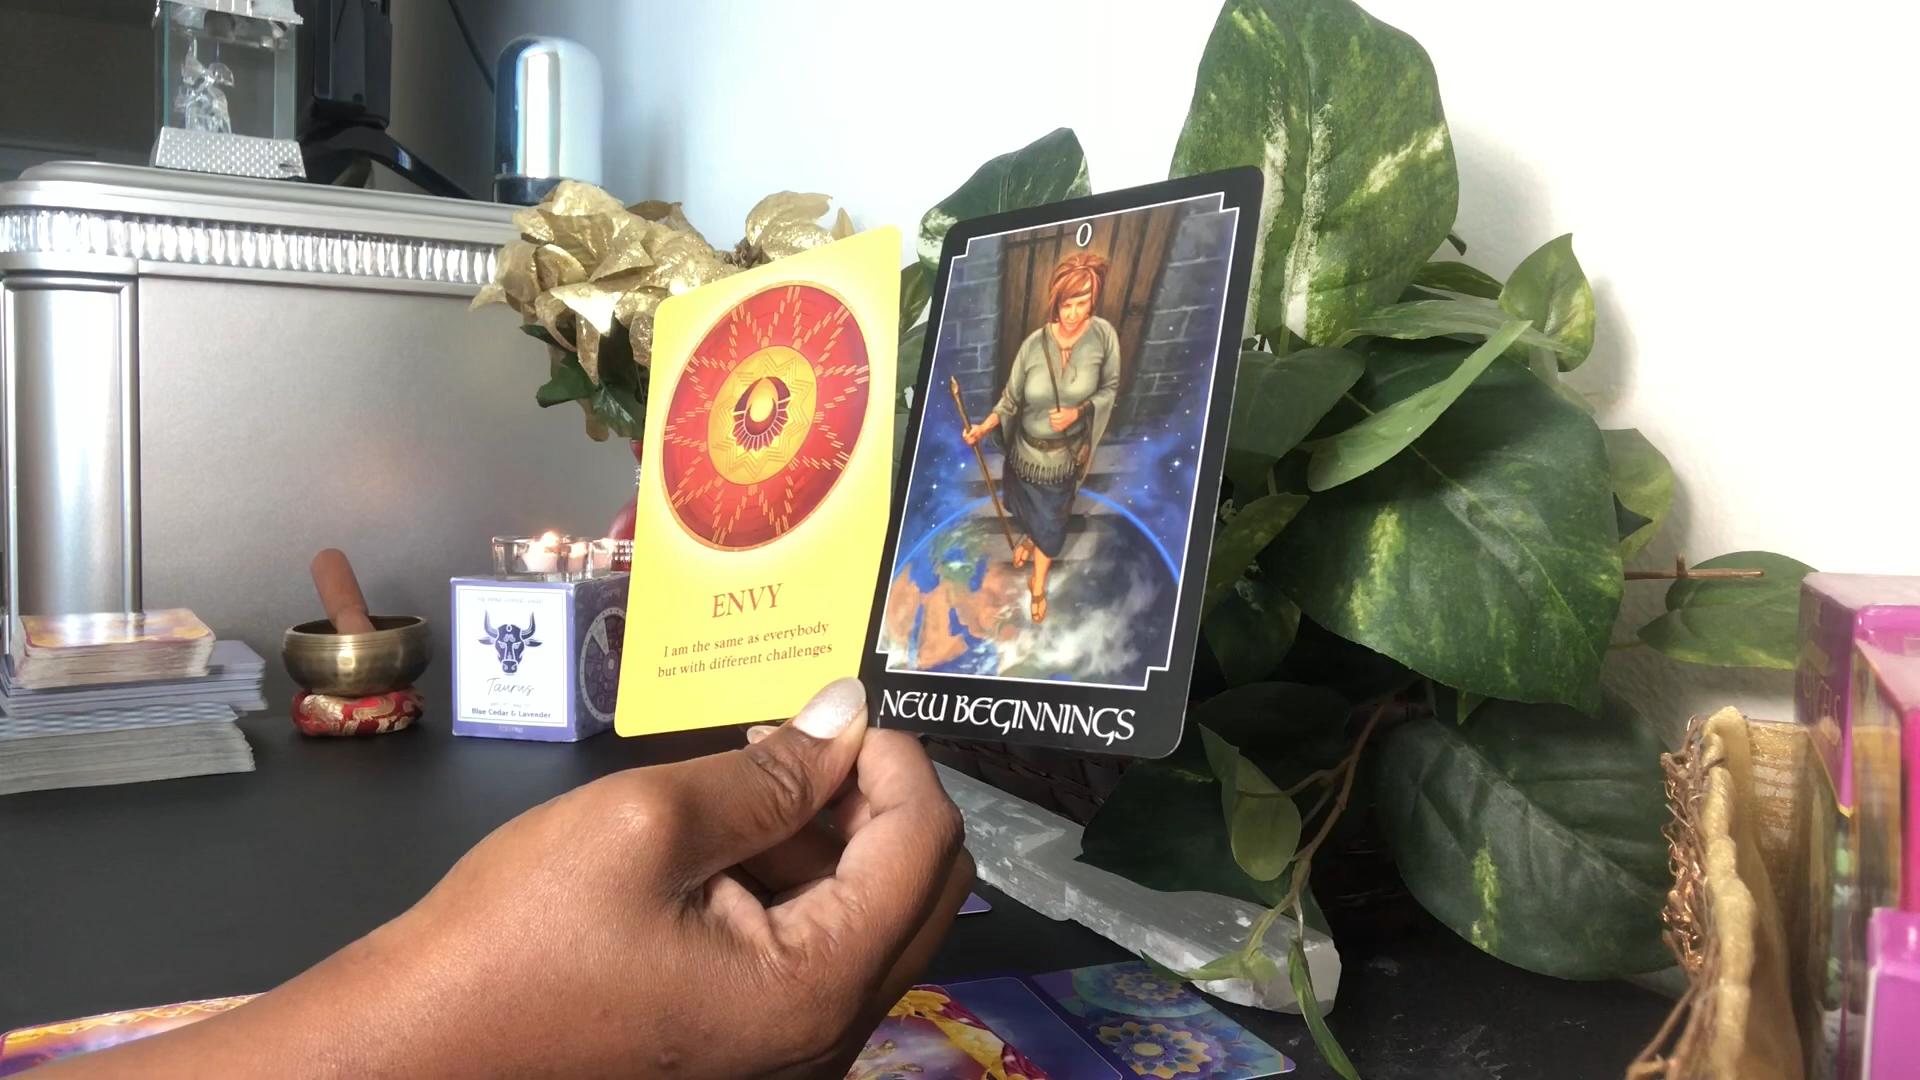 ENVY
I am the same as everybody
but with different challenges
0
NEW BEGINNINGS
Taurus
Blue Cedar & Lavender